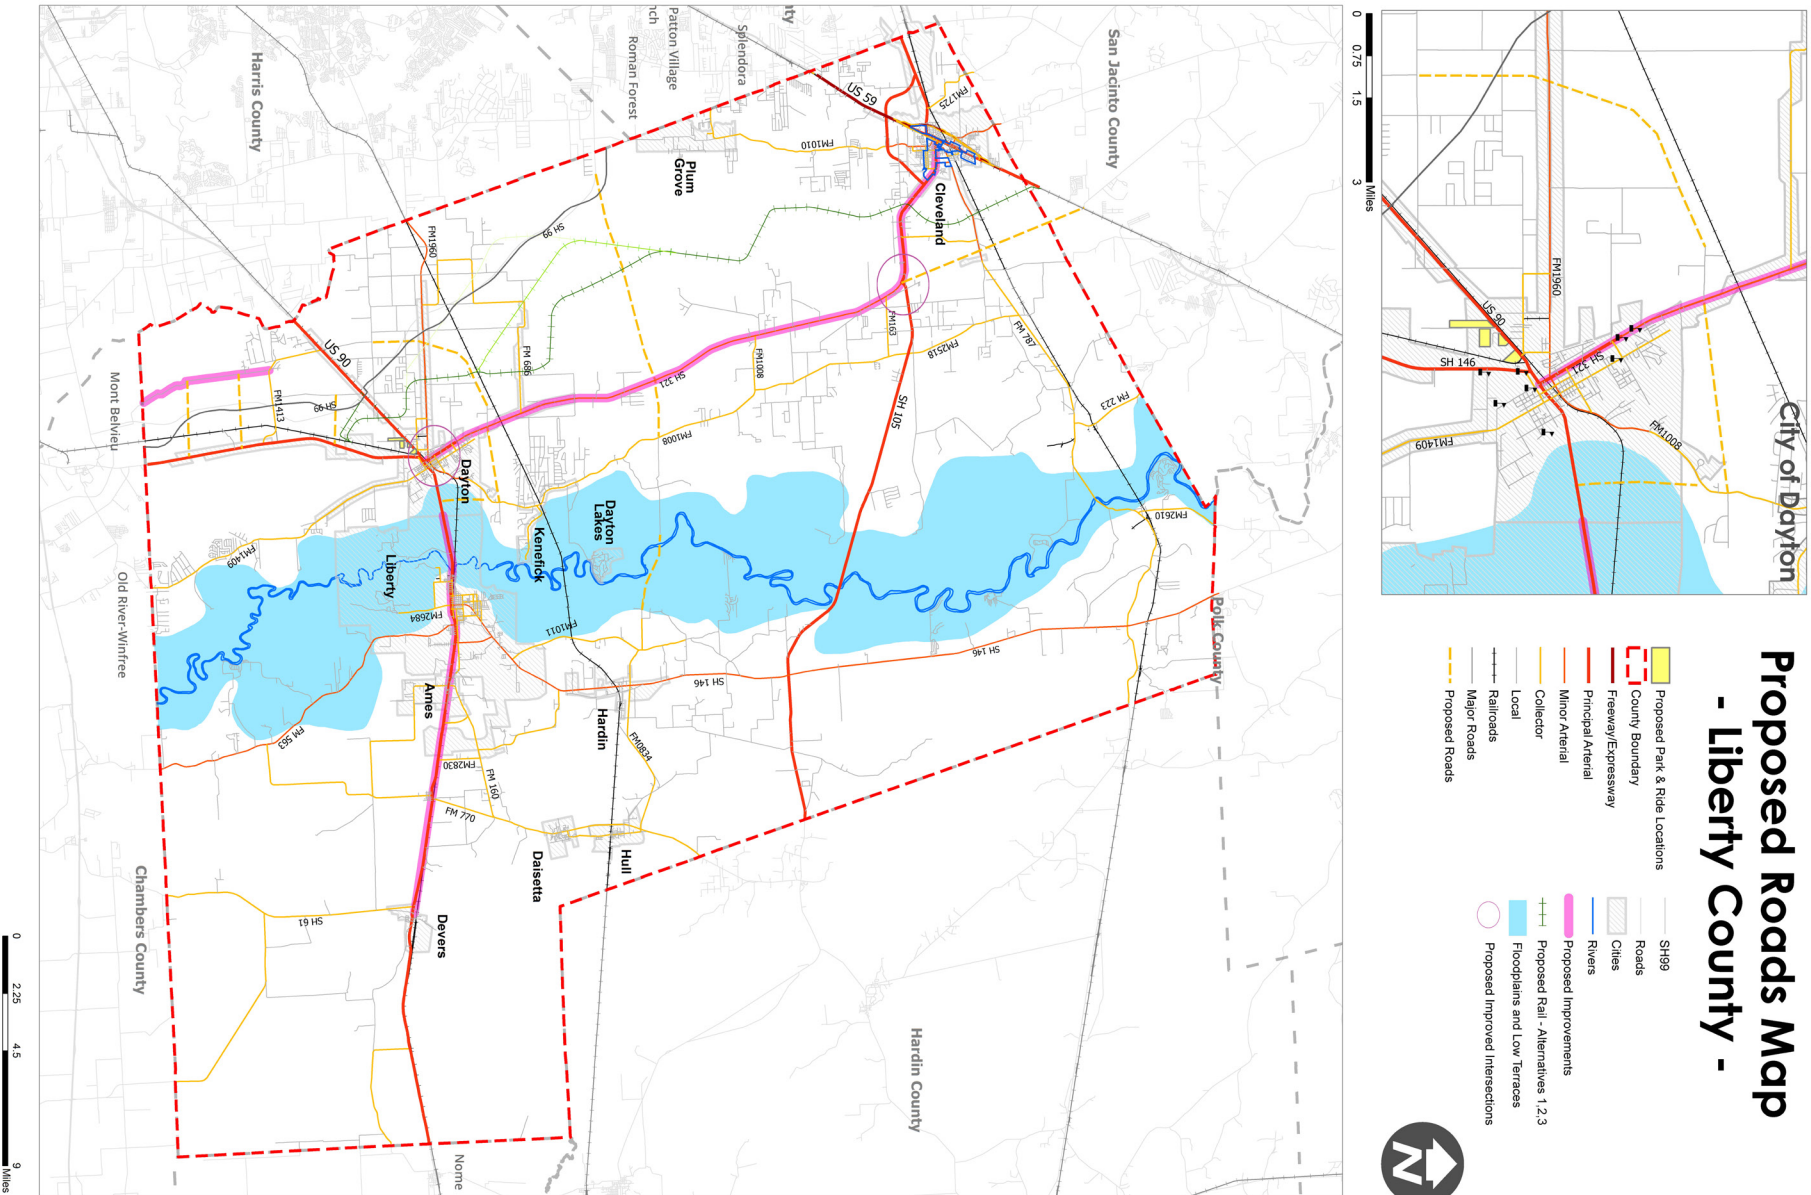 Proposed Roads Map
- Liberty County -
Proposed Park & Ride Locations
County Boundary
Freeway/Expressway
Principal Arterial
Minor Arterial
Collector
Local
Railroads
Major Roads
Proposed Roads
SH99
Roads
Cities
Rivers
Proposed Improvements
Proposed Rail - Alternatives 1,2,3
Floodplains and Low Terraces
Proposed Improved Intersections
N
City of Dayton
FM1960
US 90
SH 146
SH 321
FM1409
FM1008
0 0.75 1.5 3 Miles
San Jacinto County
Polk County
Hardin County
Harris County
Chambers County
nty
nch
Patton Village
Roman Forest
Splendora
Plum
Grove
Cleveland
Dayton
Dayton
Lakes
Kenefick
Liberty
Ames
Hardin
Hull
Daisetta
Devers
Nome
Mont Belvieu
Old River-Winfree
US 59
FM1725
FM1010
SH 99
FM1960
FM 686
FM163
FM2518
FM 787
FM 223
FM2610
SH 105
FM1008
SH 321
FM1008
US 90
FM1413
SH 99
FM1409
FM2684
FM1011
SH 146
SH 146
FM 563
FM0834
FM2830
FM 160
FM 770
SH 61
0 2.25 4.5 9 Miles